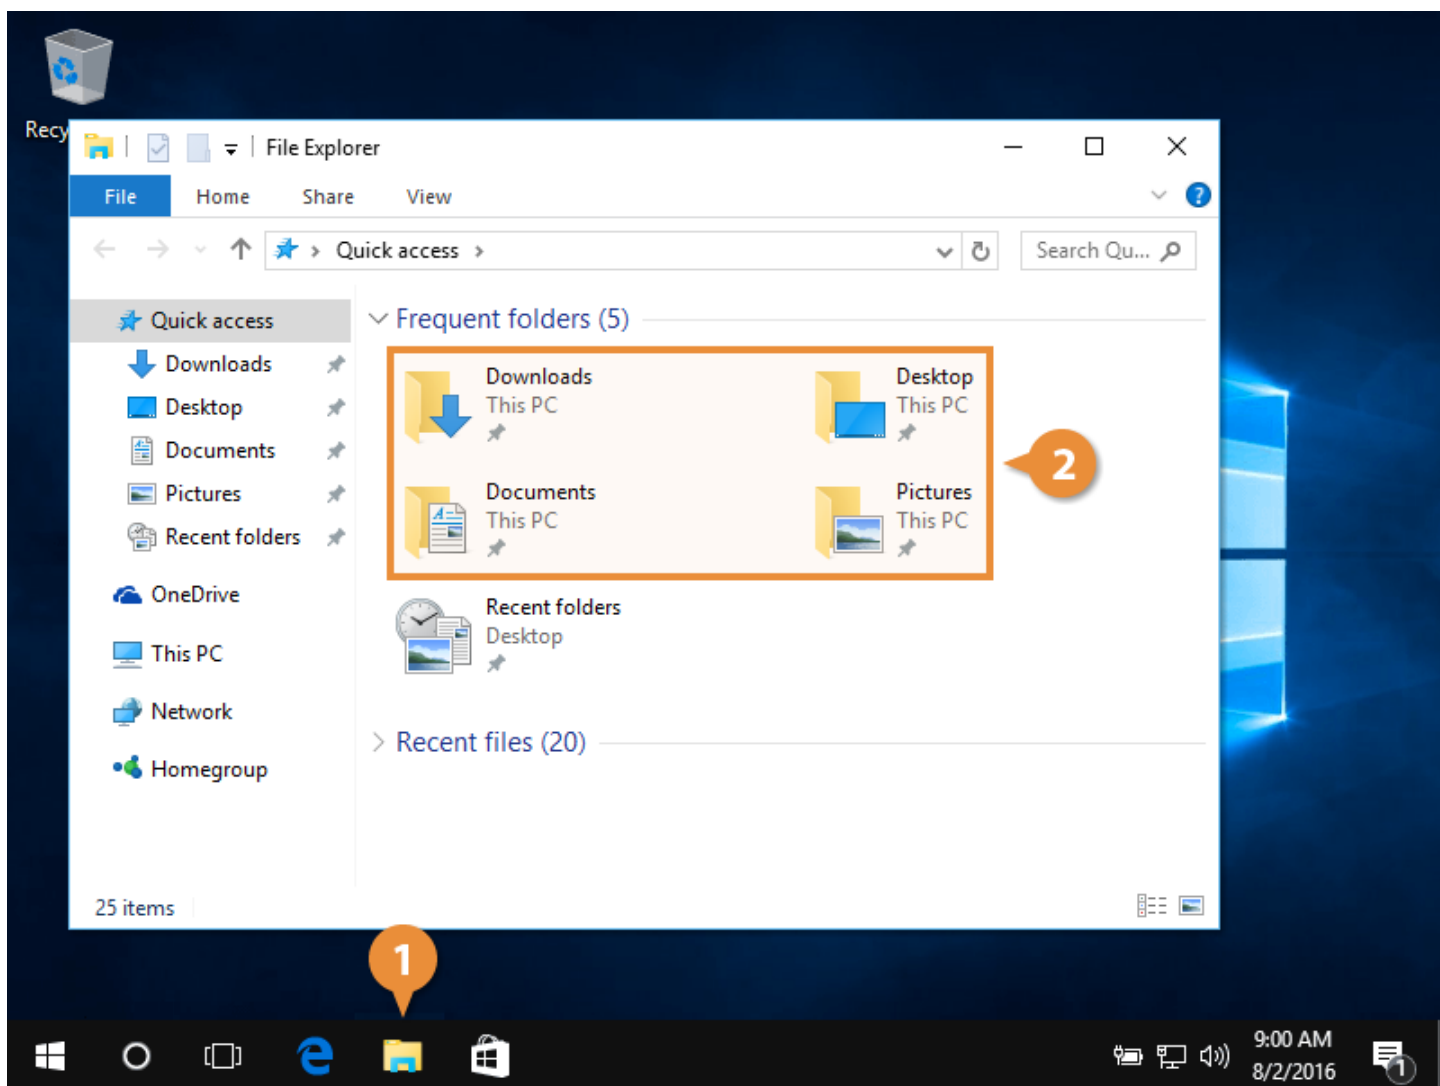 Recy
File Explorer
File Home Share View
?
Quick access
Search Qu...
Quick access
Downloads
Desktop
Documents
Pictures
Recent folders
OneDrive
This PC
Network
Homegroup
Frequent folders (5)
Downloads
This PC
Desktop
This PC
Documents
This PC
Pictures
This PC
2
Recent folders
Desktop
Recent files (20)
25 items
1
9:00 AM
8/2/2016
1